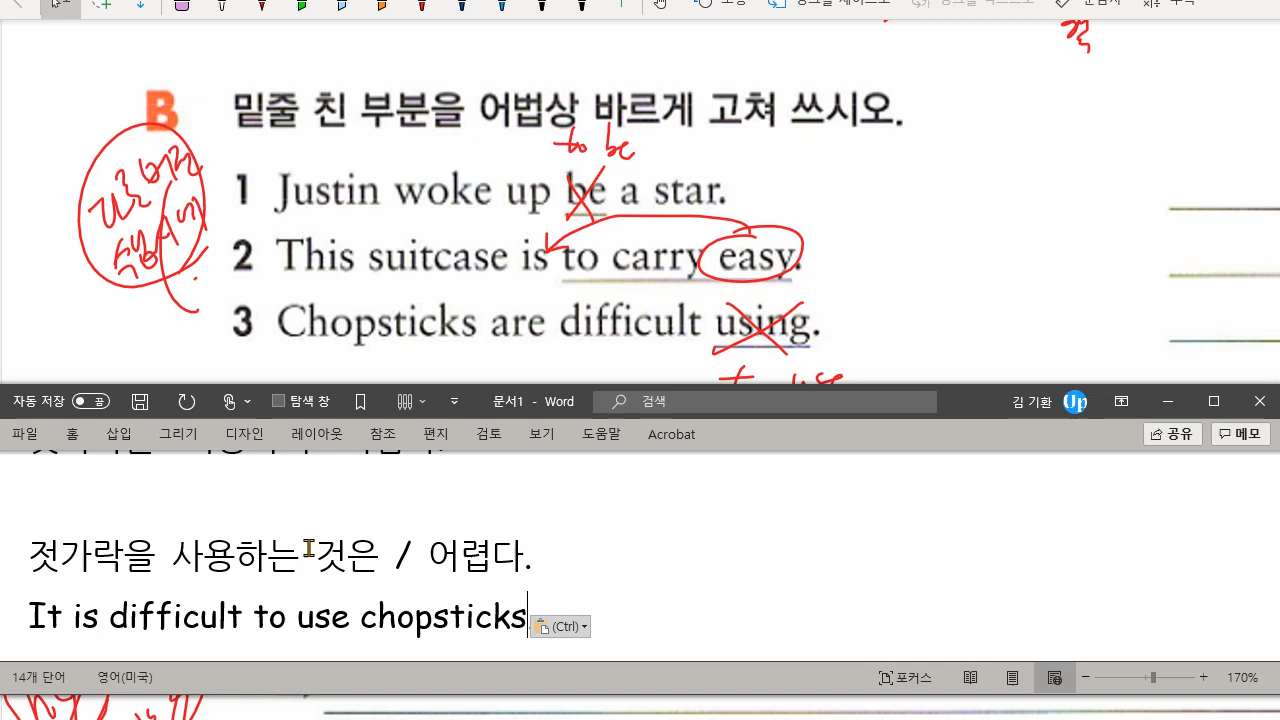 B 밑줄 친 부분을 어법상 바르게 고쳐 쓰시오.
to be
1 Justin woke up be a star.
2 This suitcase is to carry easy.
3 Chopsticks are difficult using.
자동 저장 문서1 - Word 검색 김 기환 Up
탐색 창
파일 홈 삽입 그리기 디자인 레이아웃 참조 편지 검토 보기 도움말 Acrobat 공유 메모
젓가락을 사용하는 것은 / 어렵다.
It is difficult to use chopsticks
(Ctrl)
14개 단어 영어(미국) 포커스 170%